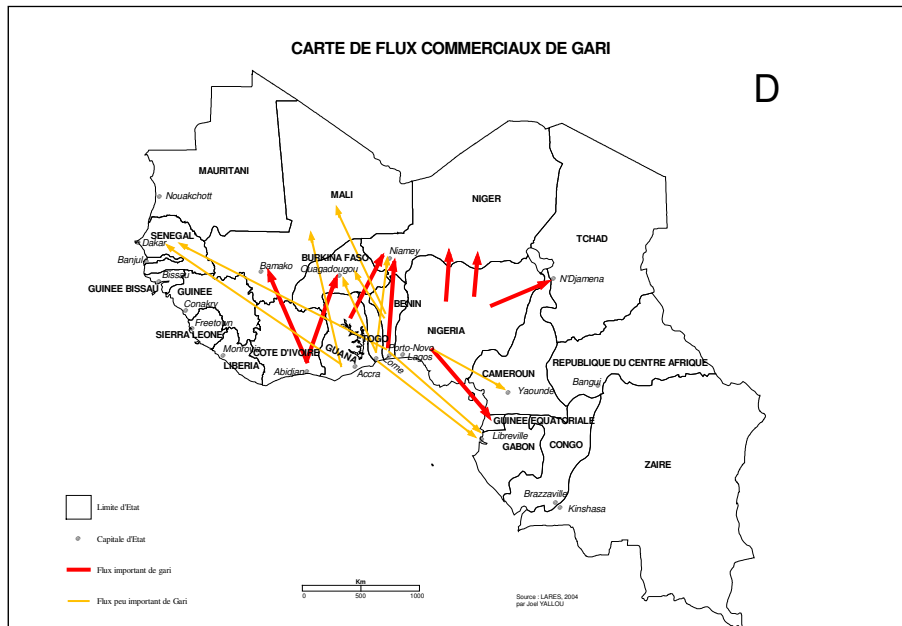 CARTE DE FLUX COMMERCIAUX DE GARI
D
MAURITANI
Nouakchott
MALI
NIGER
TCHAD
SENEGAL
Dakar
Banjul
Bissau
GUINEE BISSAU
GUINEE
Conakry
Freetown
SIERRA LEONE
Monrovia
LIBERIA
Bamako
BURKINA FASO
Ouagadougou
Niamey
N'Djamena
BENIN
NIGERIA
TOGO
GUANA
COTE D'IVOIRE
Abidjan
Accra
Lome
Porto-Novo
Lagos
CAMEROUN
Yaounde
REPUBLIQUE DU CENTRE AFRIQUE
Bangui
GUINEE EQUATORIALE
Libreville
GABON
CONGO
ZAIRE
Brazzaville
Kinshasa
Limite d'Etat
Capitale d'Etat
Flux important de gari
Flux peu important de Gari
Km
0 500 1000
Source : LARES, 2004
par Joel YALLOU